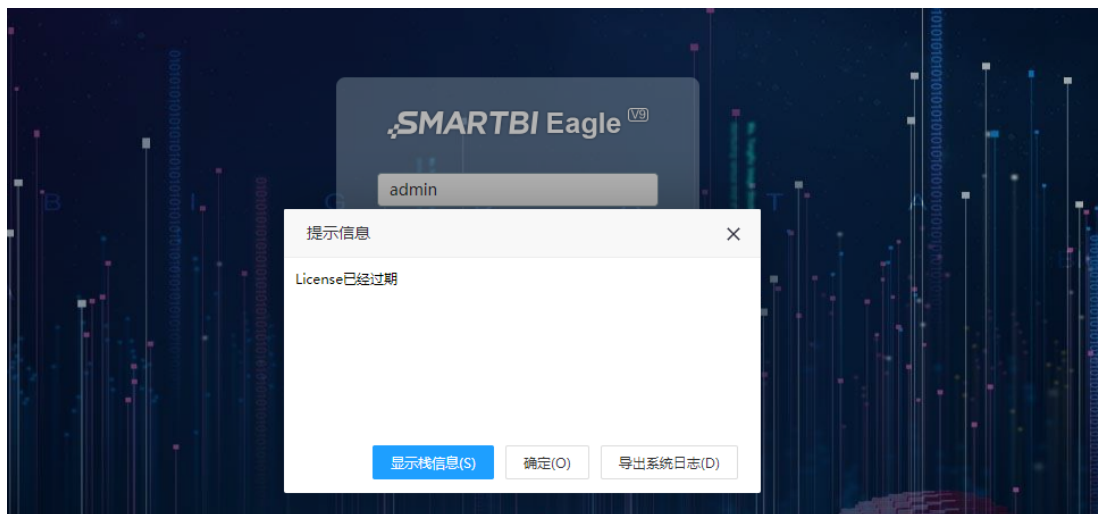 SMARTBI Eagle V9
admin
提示信息
License已经过期
显示栈信息(S)
确定(O)
导出系统日志(D)